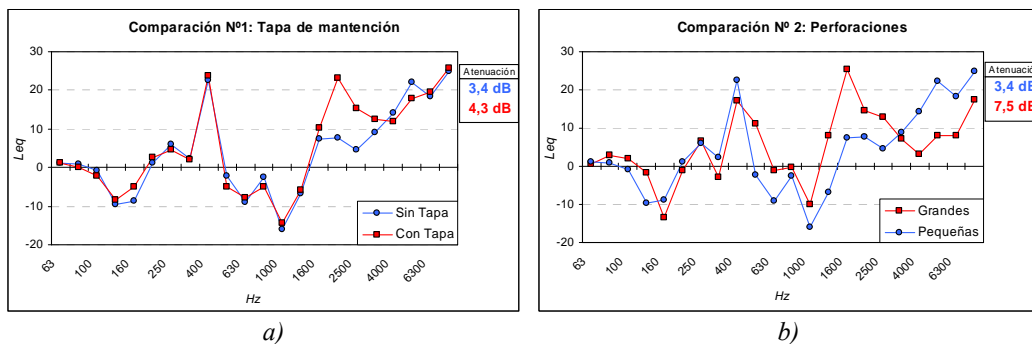 Comparación Nº1: Tapa de mantención
30
20
10
0
-10
-20
Leq
63
100
160
250
400
630
1000
1600
2500
4000
6300
Hz
Sin Tapa
Con Tapa
Atenuación
3,4 dB
4,3 dB
a)
Comparación Nº 2: Perforaciones
30
20
10
0
-10
-20
Leq
63
100
160
250
400
630
1000
1600
2500
4000
6300
Hz
Grandes
Pequeñas
Atenuación
3,4 dB
7,5 dB
b)